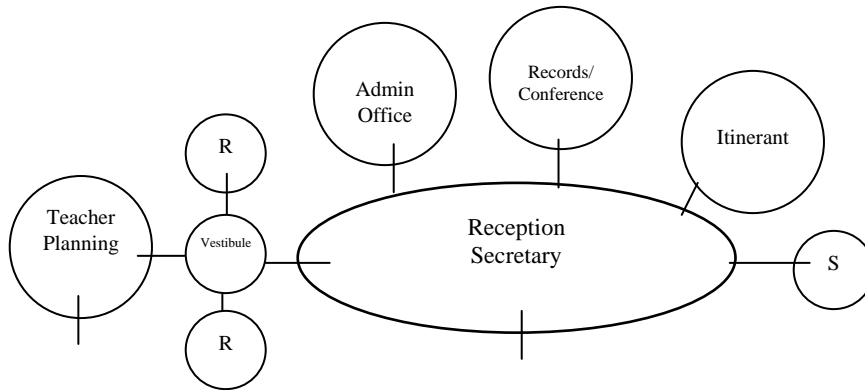 Admin
Office
Records/
Conference
Itinerant
R
Teacher
Planning
Vestibule
Reception
Secretary
S
R